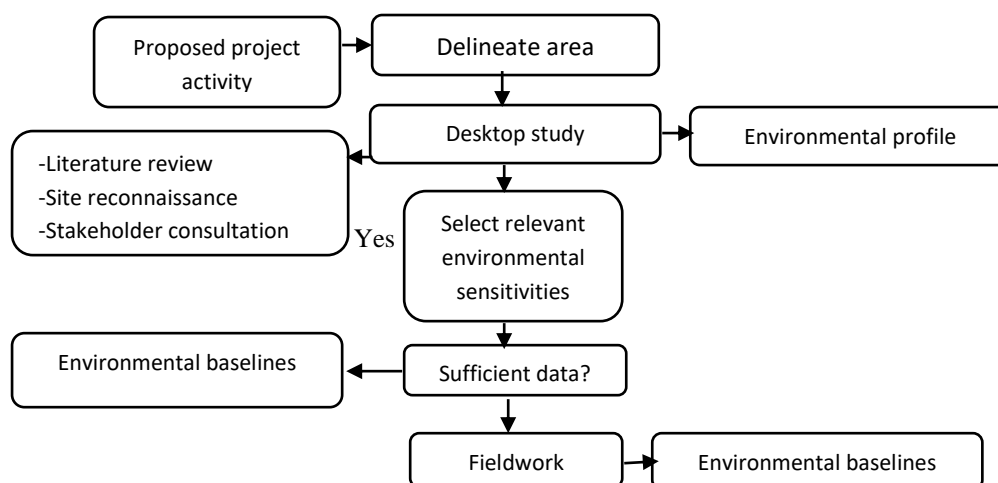 Proposed project
activity
Delineate area
Desktop study
Environmental profile
-Literature review
-Site reconnaissance
-Stakeholder consultation
Yes
Select relevant
environmental
sensitivities
Environmental baselines
Sufficient data?
Fieldwork
Environmental baselines